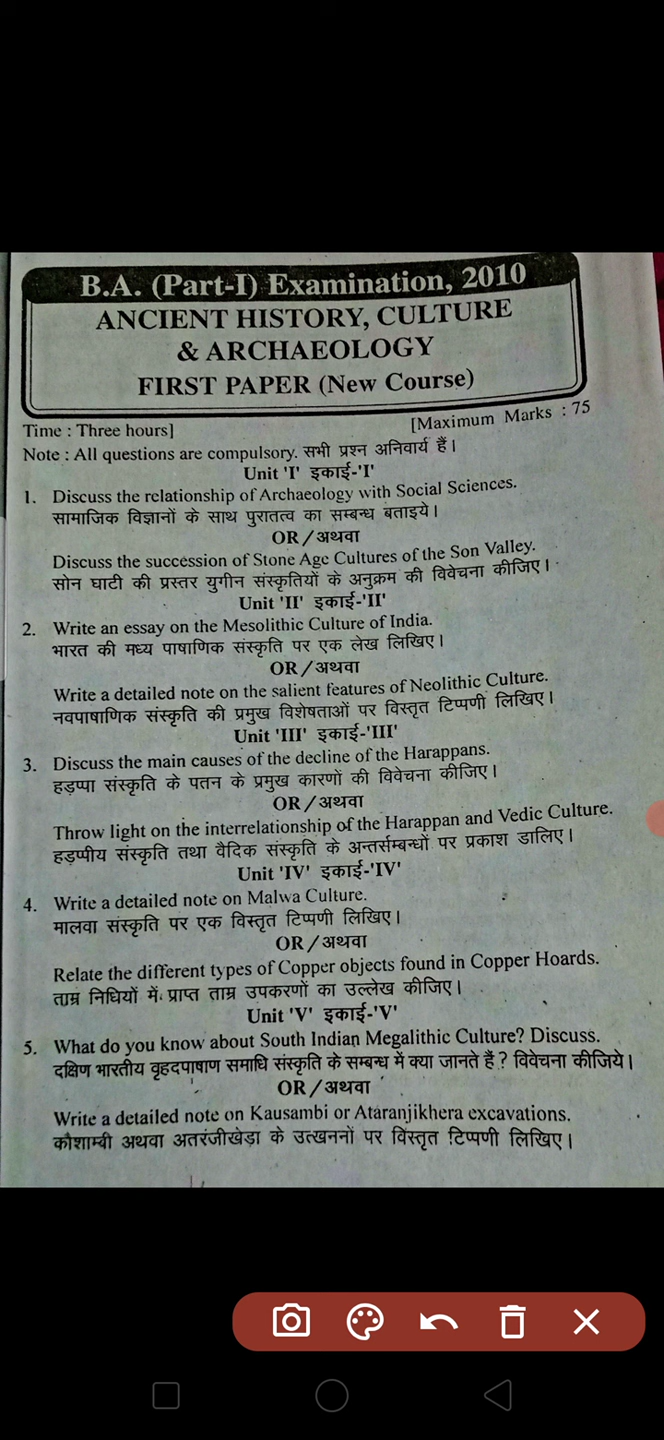 B.A. (Part-I) Examination, 2010
ANCIENT HISTORY, CULTURE
& ARCHAEOLOGY
FIRST PAPER (New Course)
Time : Three hours] [Maximum Marks : 75
Note : All questions are compulsory. सभी प्रश्न अनिवार्य हैं।
Unit 'I' इकाई-'I'
1. Discuss the relationship of Archaeology with Social Sciences.
सामाजिक विज्ञानों के साथ पुरातत्व का सम्बन्ध बताइये।
OR/अथवा
Discuss the succession of Stone Age Cultures of the Son Valley.
सोन घाटी की प्रस्तर युगीन संस्कृतियों के अनुक्रम की विवेचना कीजिए।
Unit 'II' इकाई-'II'
2. Write an essay on the Mesolithic Culture of India.
भारत की मध्य पाषाणिक संस्कृति पर एक लेख लिखिए।
OR/अथवा
Write a detailed note on the salient features of Neolithic Culture.
नवपाषाणिक संस्कृति की प्रमुख विशेषताओं पर विस्तृत टिप्पणी लिखिए।
Unit 'III' इकाई-'III'
3. Discuss the main causes of the decline of the Harappans.
हड़प्पा संस्कृति के पतन के प्रमुख कारणों की विवेचना कीजिए।
OR/अथवा
Throw light on the interrelationship of the Harappan and Vedic Culture.
हड़प्पीय संस्कृति तथा वैदिक संस्कृति के अन्तर्सम्बन्धों पर प्रकाश डालिए।
Unit 'IV' इकाई-'IV'
4. Write a detailed note on Malwa Culture.
मालवा संस्कृति पर एक विस्तृत टिप्पणी लिखिए।
OR/अथवा
Relate the different types of Copper objects found in Copper Hoards.
ताम्र निधियों में प्राप्त ताम्र उपकरणों का उल्लेख कीजिए।
Unit 'V' इकाई-'V'
5. What do you know about South Indian Megalithic Culture? Discuss.
दक्षिण भारतीय वृहदपाषाण समाधि संस्कृति के सम्बन्ध में क्या जानते हैं? विवेचना कीजिये।
OR/अथवा
Write a detailed note on Kausambi or Ataranjikhera excavations.
कौशाम्बी अथवा अतरंजीखेड़ा के उत्खननों पर विस्तृत टिप्पणी लिखिए।